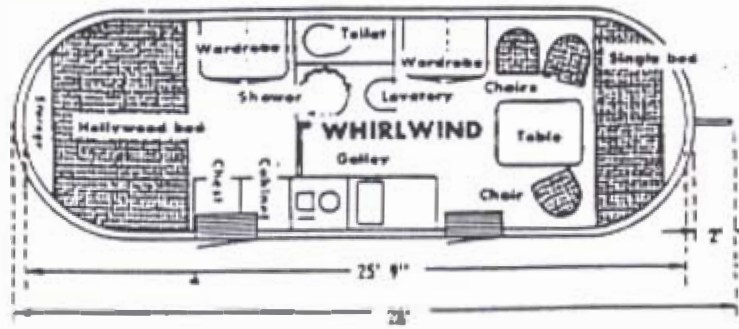 Toilet
Wardrobe
Wardrobe
Single bed
Shower
Lavatory
Chairs
Storage
Hollywood bed
WHIRLWIND
Table
Galley
Chest
Cabinet
Chair
2'
25' 9"
28'